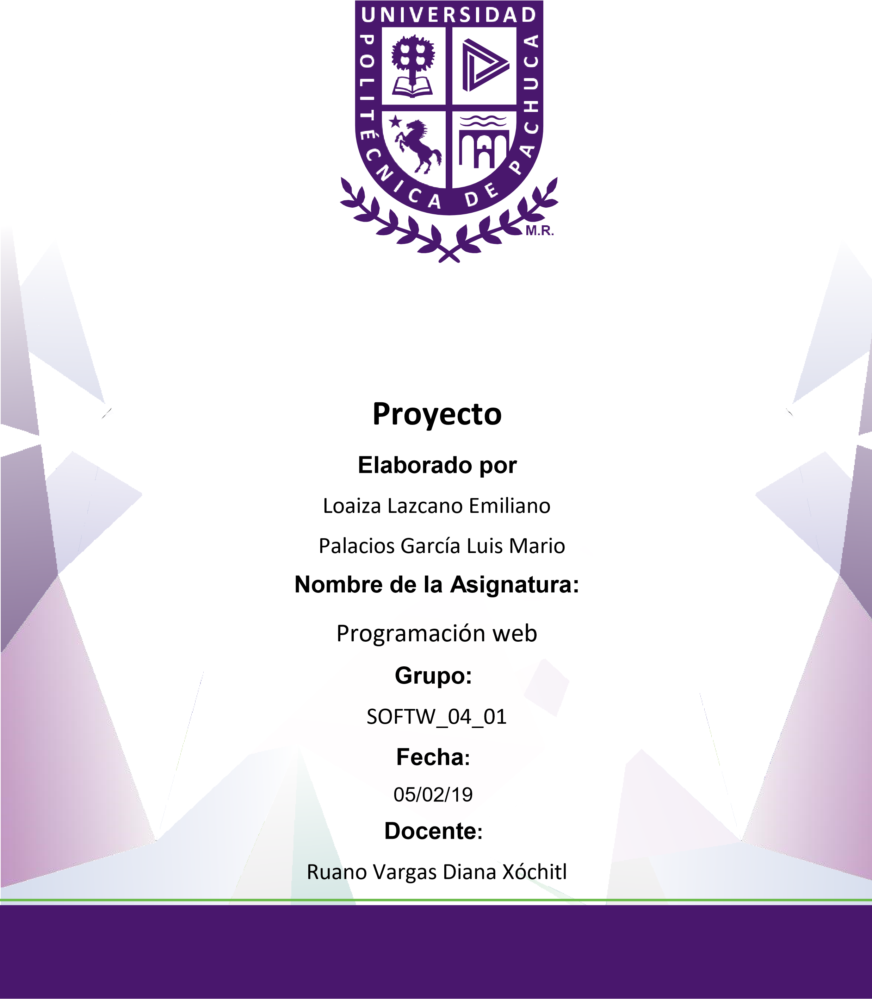 UNIVERSIDAD
POLITÉCNICA DE PACHUCA
M.R.
Proyecto
Elaborado por
Loaiza Lazcano Emiliano
Palacios García Luis Mario
Nombre de la Asignatura:
Programación web
Grupo:
SOFTW_04_01
Fecha:
05/02/19
Docente:
Ruano Vargas Diana Xóchitl